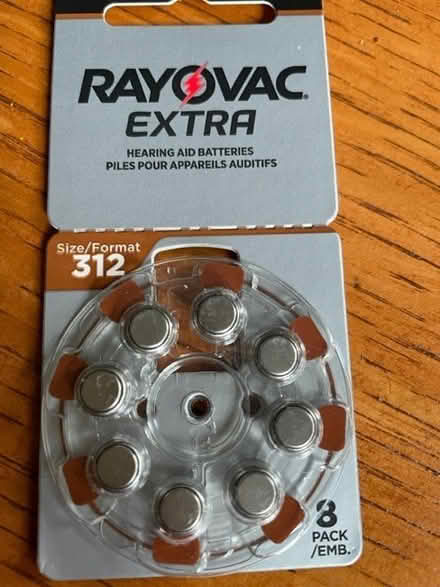 RAYOVAC
EXTRA
HEARING AID BATTERIES
PILES POUR APPAREILS AUDITIFS
Size/Format
312
8
PACK
/EMB.